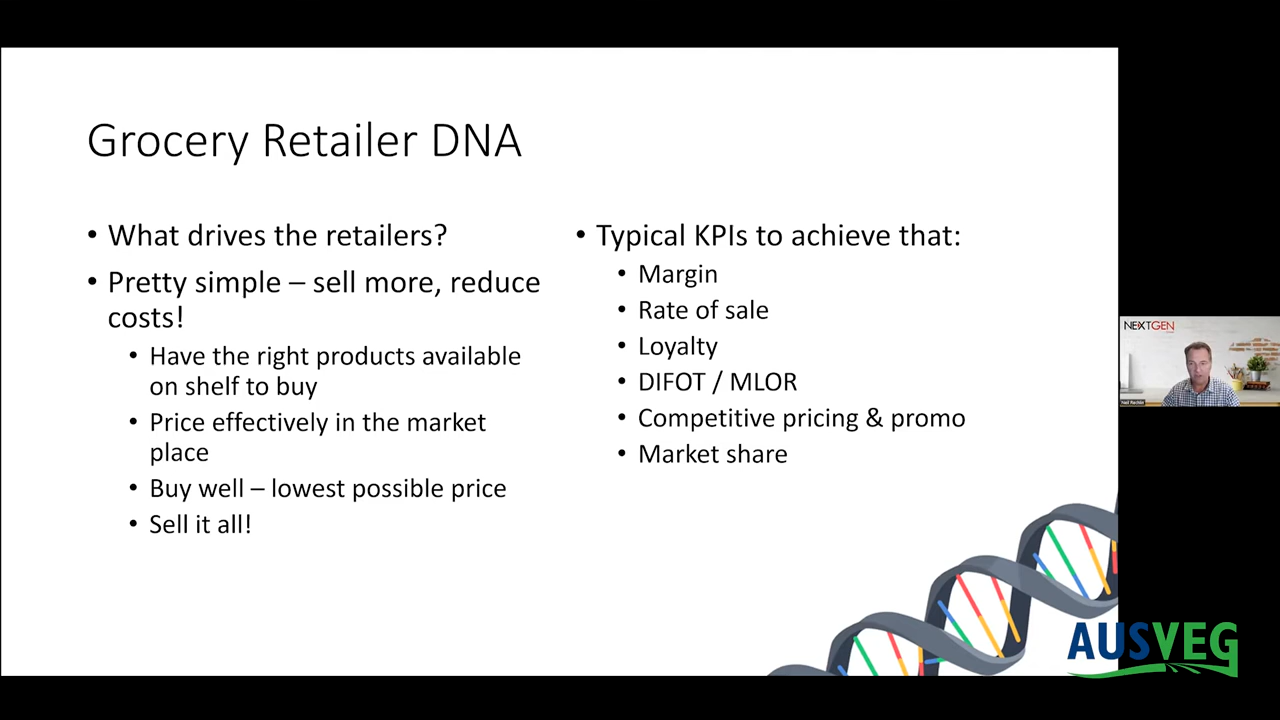 Grocery Retailer DNA
• What drives the retailers?
• Pretty simple – sell more, reduce
costs!
• Have the right products available
on shelf to buy
• Price effectively in the market
place
• Buy well – lowest possible price
• Sell it all!
• Typical KPIs to achieve that:
• Margin
• Rate of sale
• Loyalty
• DIFOT / MLOR
• Competitive pricing & promo
• Market share
NEXTGEN
AUSVEG